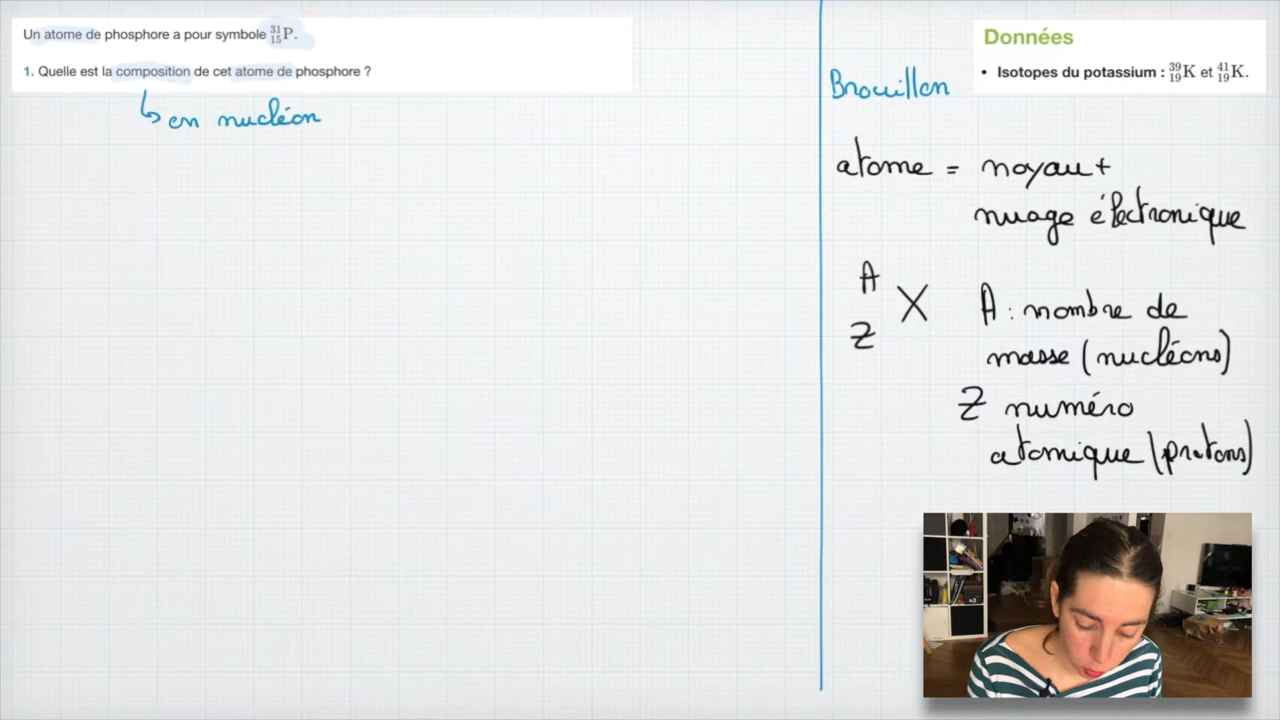 Un atome de phosphore a pour symbole ³¹₁₅P.
1. Quelle est la composition de cet atome de phosphore ?
↳ en nucléon
Données
• Isotopes du potassium : ³⁹₁₉K et ⁴¹₁₉K.
Brouillon
atome = noyau +
nuage électronique
A
Z X
A : nombre de
masse (nucléons)
Z numéro
atomique (protons)